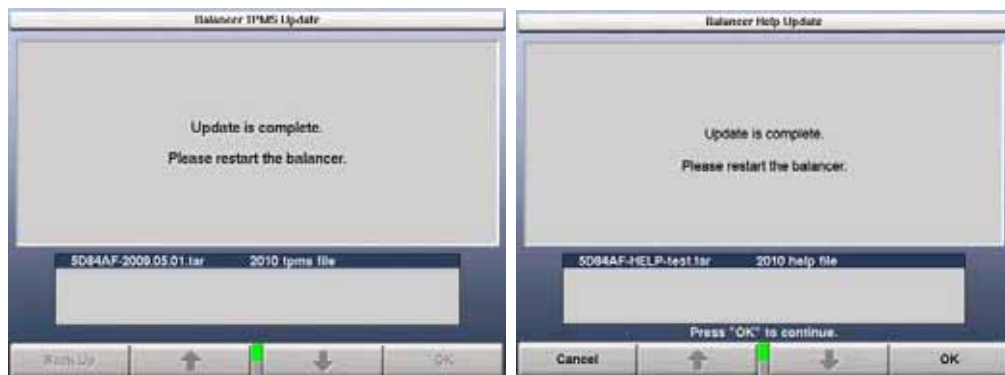 Balancer TPMS Update
Update is complete.
Please restart the balancer.
5D84AF-2009.05.01.tar 2010 tpms file
OK
Balancer Help Update
Update is complete.
Please restart the balancer.
5D84AF-HELP-test.tar 2010 help file
Press "OK" to continue.
Cancel OK